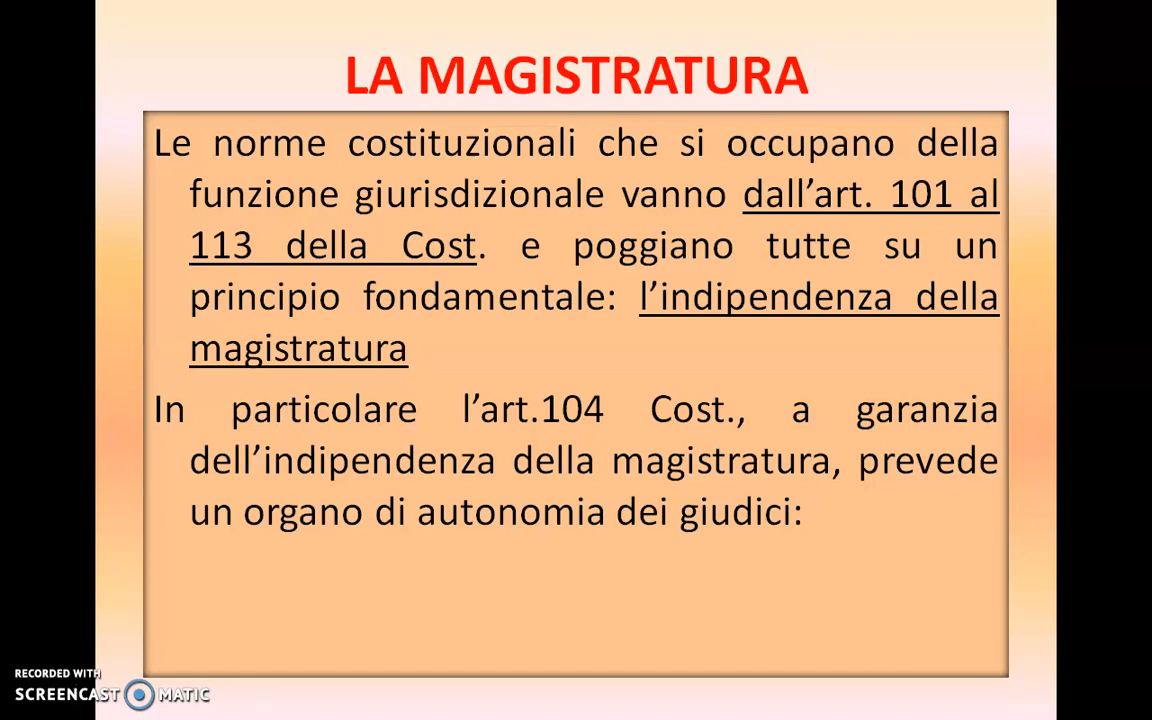 LA MAGISTRATURA
Le norme costituzionali che si occupano della
funzione giurisdizionale vanno dall’art. 101 al
113 della Cost. e poggiano tutte su un
principio fondamentale: l’indipendenza della
magistratura
In particolare l’art.104 Cost., a garanzia
dell’indipendenza della magistratura, prevede
un organo di autonomia dei giudici:
RECORDED WITH
SCREENCAST MATIC